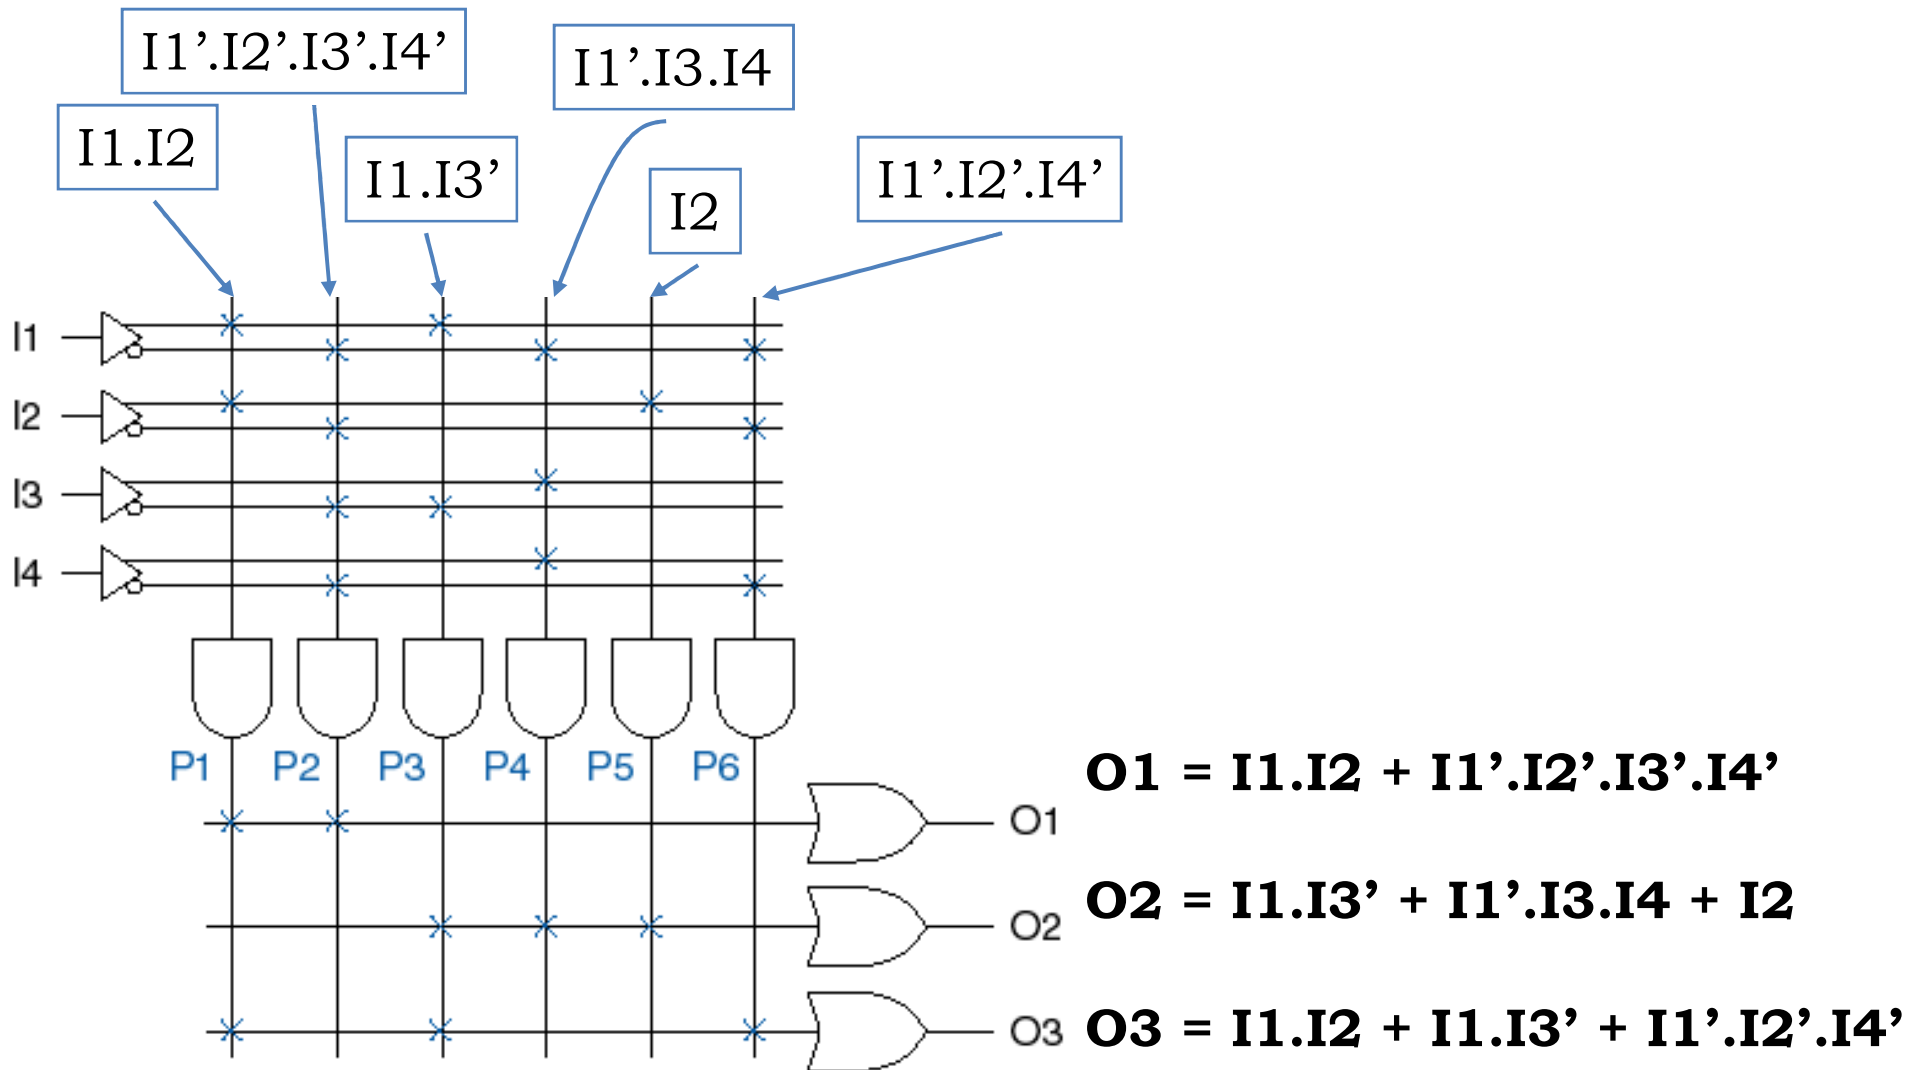 I1’.I2’.I3’.I4’
I1’.I3.I4
I1.I2
I1.I3’
I2
I1’.I2’.I4’
I1
I2
I3
I4
P1 P2 P3 P4 P5 P6
O1 O1 = I1.I2 + I1’.I2’.I3’.I4’
O2 O2 = I1.I3’ + I1’.I3.I4 + I2
O3 O3 = I1.I2 + I1.I3’ + I1’.I2’.I4’